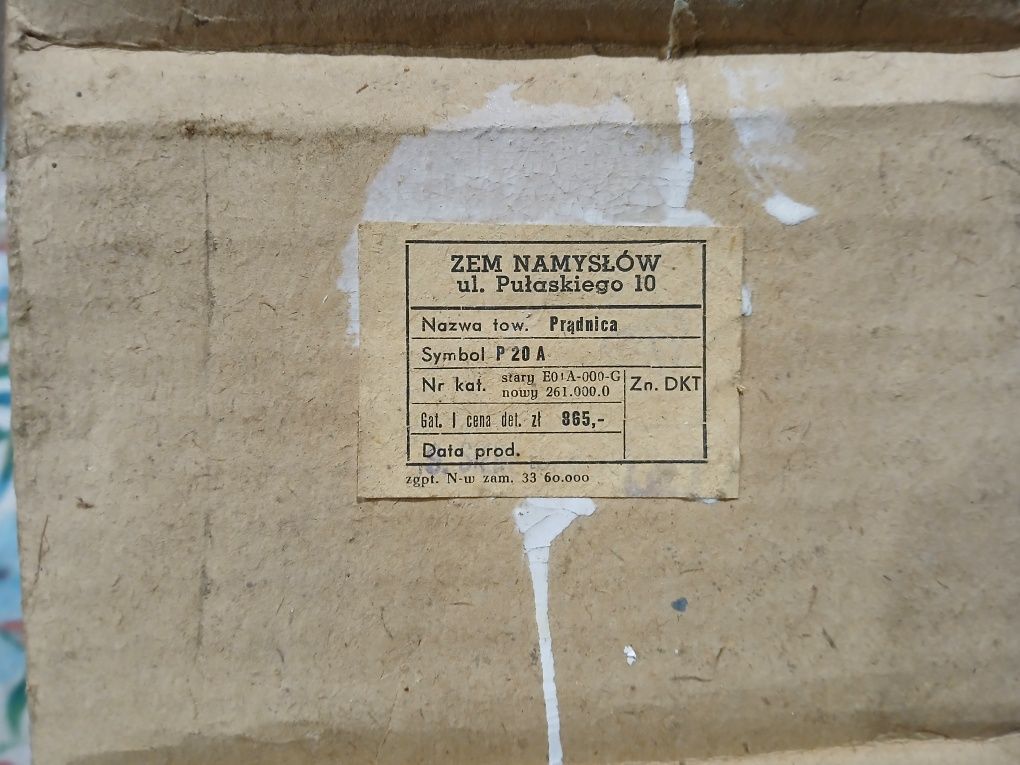 ZEM NAMYSŁÓW
ul. Pułaskiego 10
Nazwa tow. Prądnica
Symbol P 20 A
Nr kat. stary E01A-000-G
nowy 261.000.0
Zn. DKT
Gat. I cena det. zł 865,-
Data prod.
zgpt. N-w zam. 33 60.000